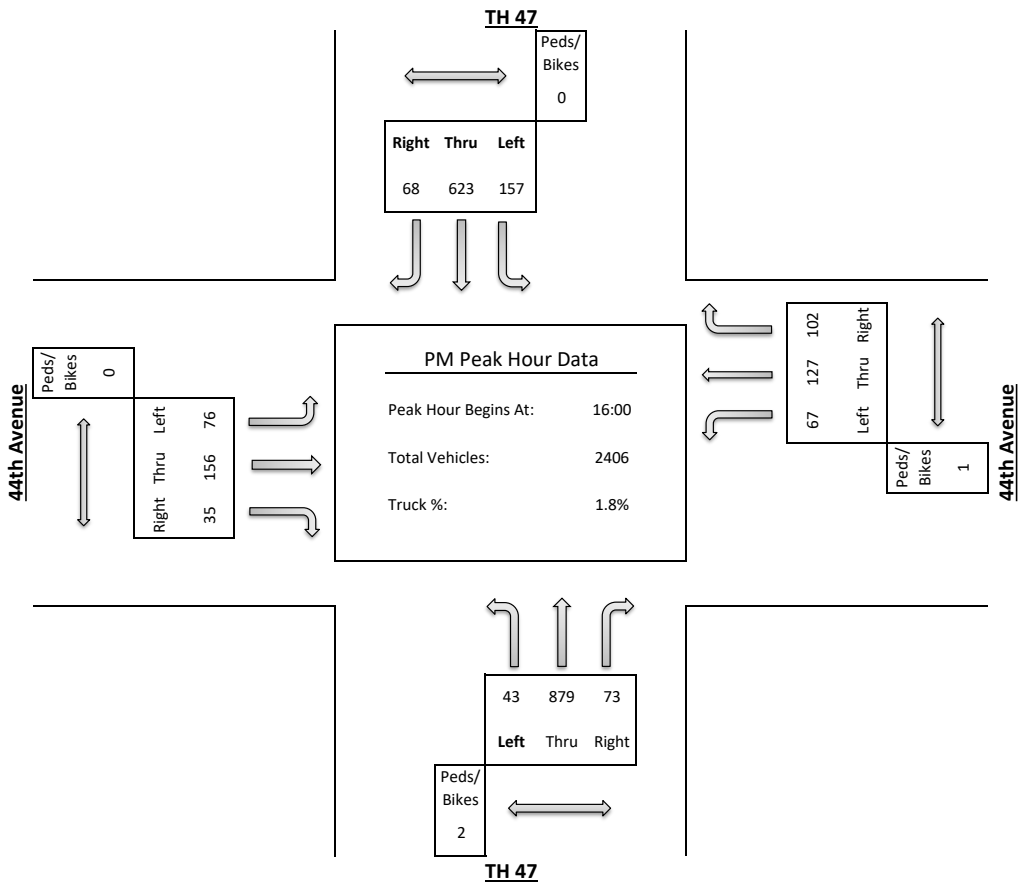 TH 47
Peds/
Bikes
0
Right Thru Left
68 623 157
44th Avenue
Peds/
Bikes
0
Left 76
Thru 156
Right 35
PM Peak Hour Data
Peak Hour Begins At: 16:00
Total Vehicles: 2406
Truck %: 1.8%
102 Right
127 Thru
67 Left
Peds/
Bikes
1
44th Avenue
43 879 73
Left Thru Right
Peds/
Bikes
2
TH 47